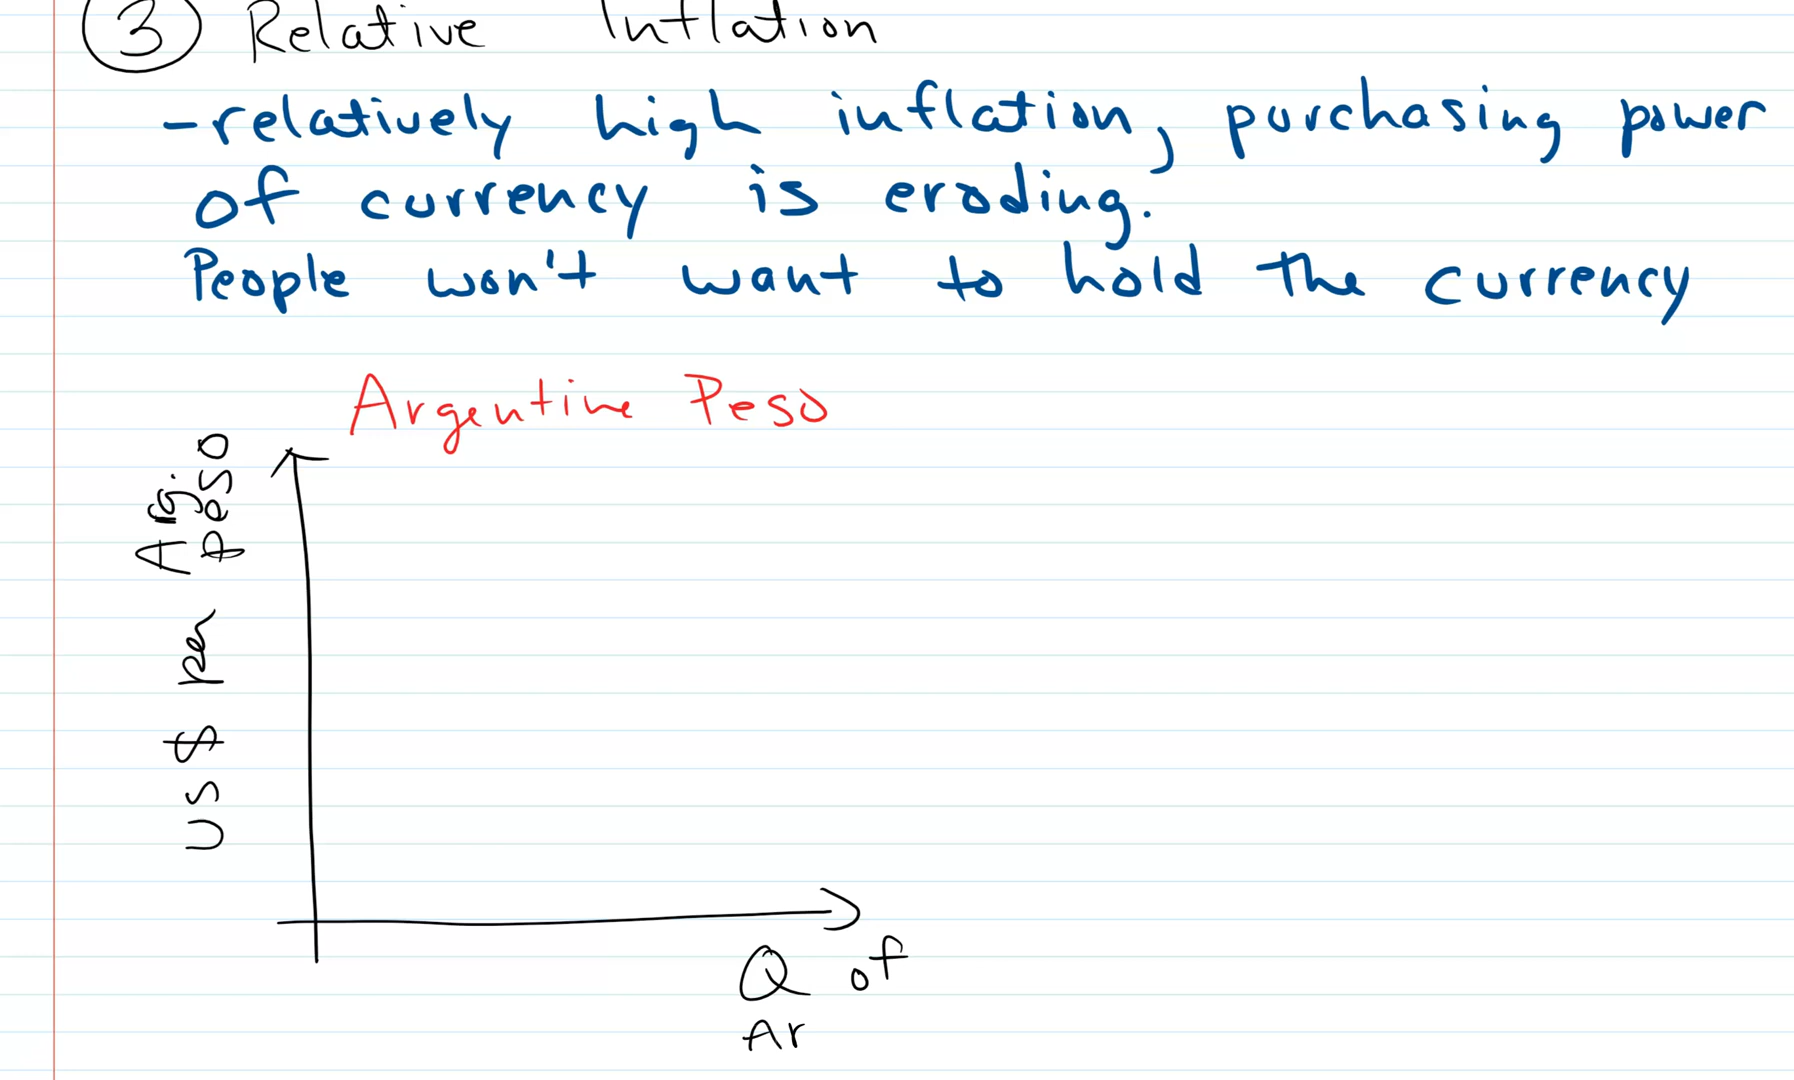 ③ Relative Inflation
- relatively high inflation, purchasing power
of currency is eroding.
People won't want to hold the currency
Argentine Peso
US $ per Arg.
peso
Q of
Ar